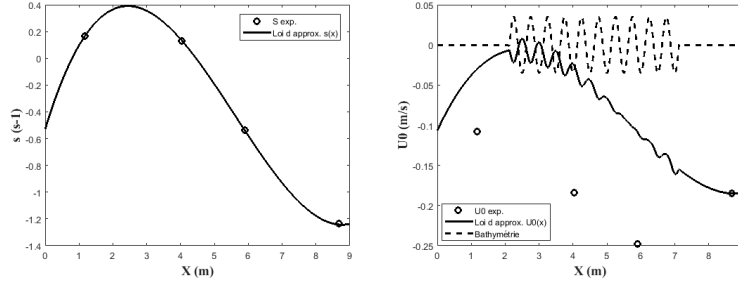 0.4
0.2
0
-0.2
-0.4
-0.6
-0.8
-1
-1.2
-1.4
s (s-1)
0 1 2 3 4 5 6 7 8 9
X (m)
S exp.
Loi d approx. s(x)
0.05
0
-0.05
-0.1
-0.15
-0.2
-0.25
U0 (m/s)
0 1 2 3 4 5 6 7 8
X (m)
U0 exp.
Loi d approx. U0(x)
Bathymétrie